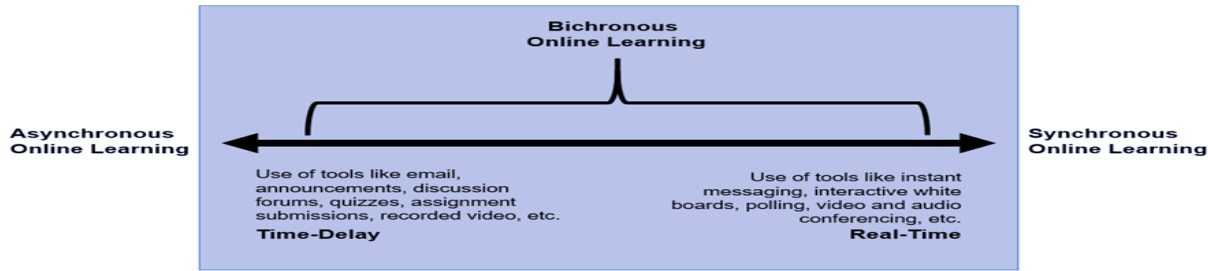 Bichronous
Online Learning
Asynchronous
Online Learning
Synchronous
Online Learning
Use of tools like email,
announcements, discussion
forums, quizzes, assignment
submissions, recorded video, etc.
Time-Delay
Use of tools like instant
messaging, interactive white
boards, polling, video and audio
conferencing, etc.
Real-Time